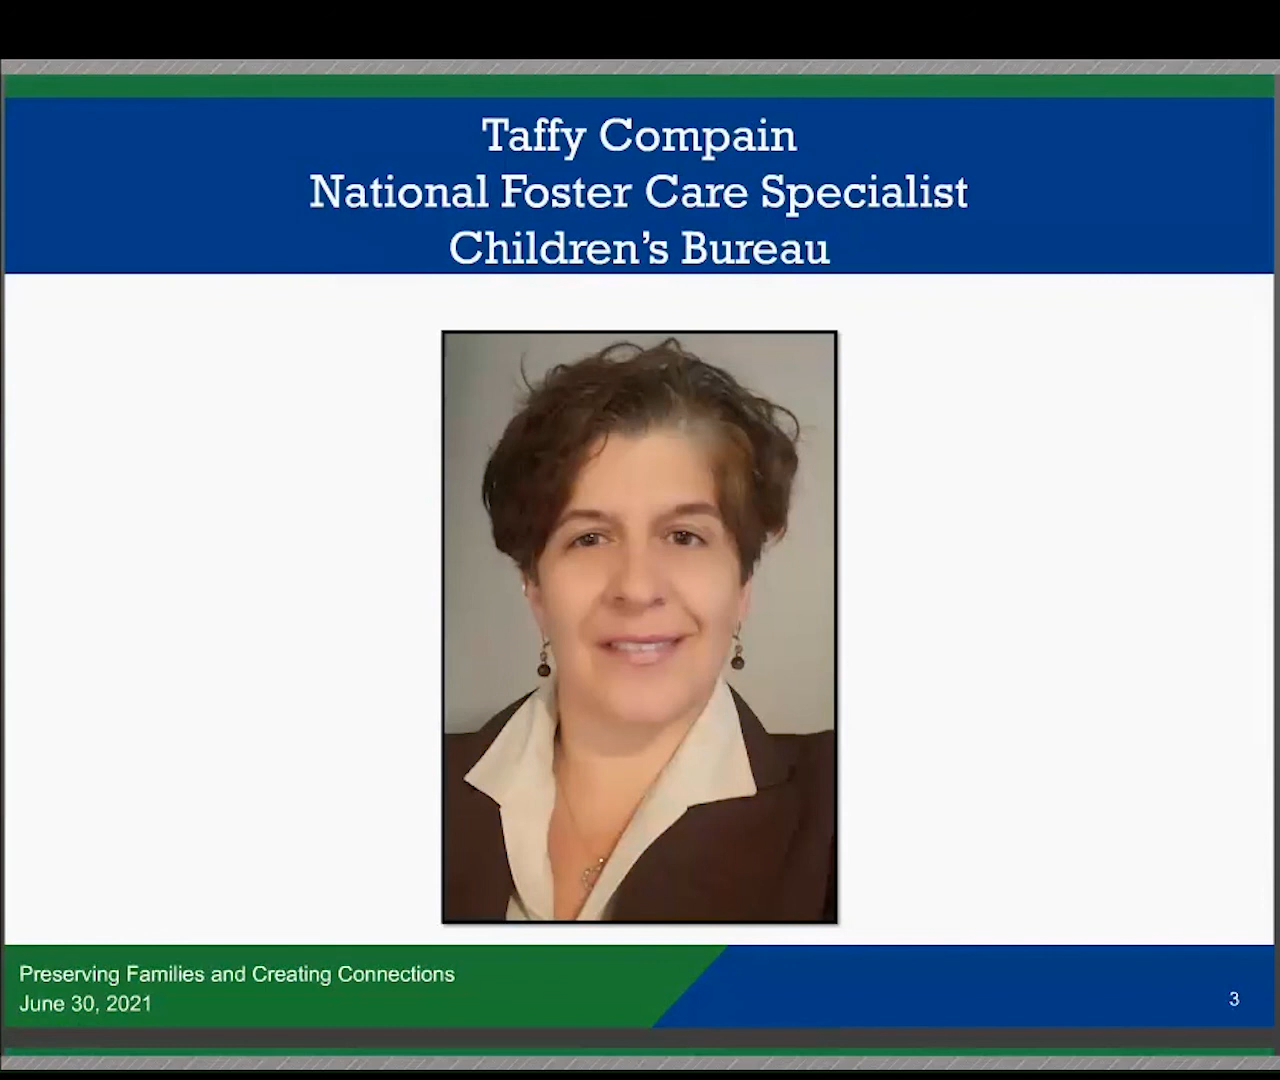 Taffy Compain
National Foster Care Specialist
Children’s Bureau
Preserving Families and Creating Connections
June 30, 2021
3